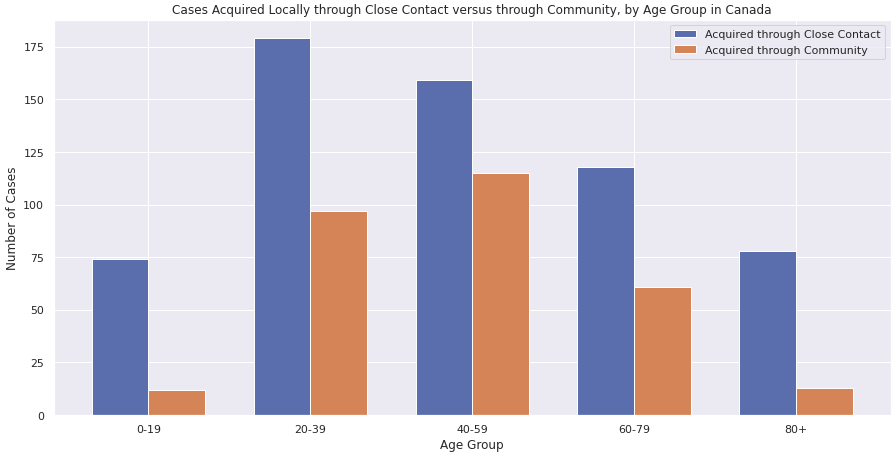 Cases Acquired Locally through Close Contact versus through Community, by Age Group in Canada
Acquired through Close Contact
Acquired through Community
175
150
125
100
75
50
25
0
Number of Cases
0-19
20-39
40-59
60-79
80+
Age Group